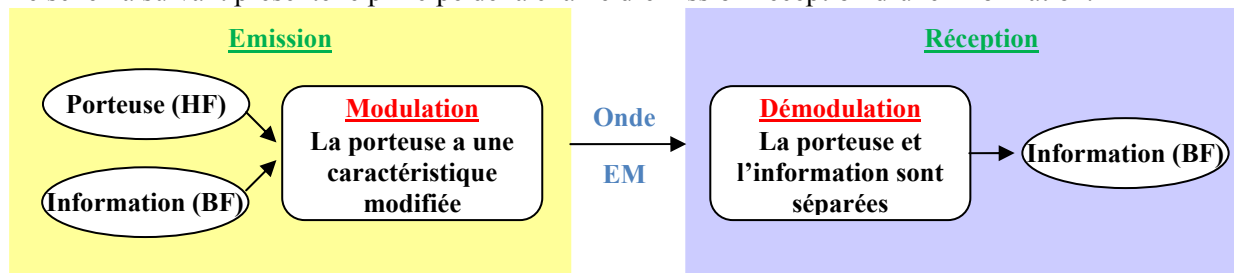 Emission
Porteuse (HF)
Information (BF)
Modulation
La porteuse a une
caractéristique
modifiée
Onde
EM
Réception
Démodulation
La porteuse et
l’information sont
séparées
Information (BF)